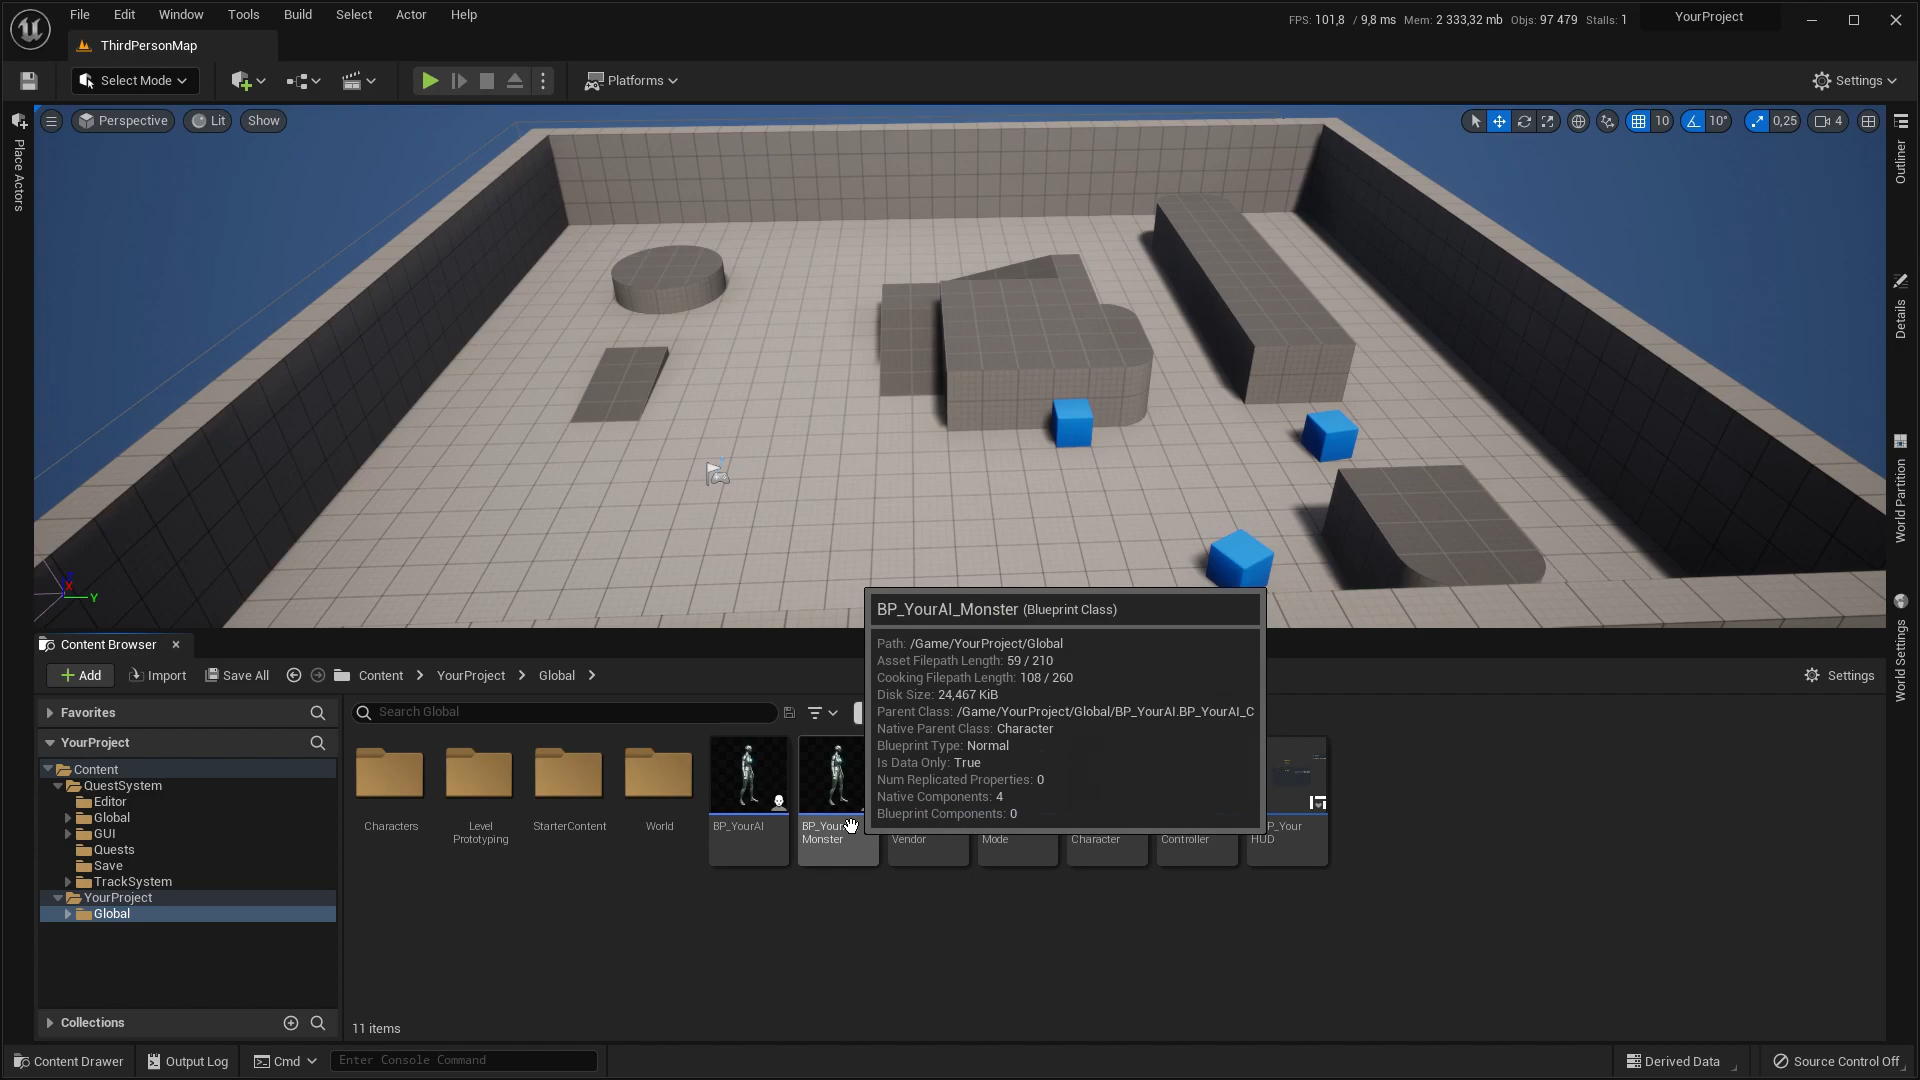 File Edit Window Tools Build Select Actor Help
FPS: 101,8 / 9,8 ms Mem: 2 333,32 mb Objs: 97 479 Stalls: 1
YourProject
ThirdPersonMap
Select Mode
Platforms
Settings
Perspective Lit Show
10 10° 0,25 4
Place Actors
Outliner
Details
World Partition
World Settings
X
Y
BP_YourAI_Monster (Blueprint Class)
Path: /Game/YourProject/Global
Asset Filepath Length: 59 / 210
Cooking Filepath Length: 108 / 260
Disk Size: 24,467 KiB
Parent Class: /Game/YourProject/Global/BP_YourAI.BP_YourAI_C
Native Parent Class: Character
Blueprint Type: Normal
Is Data Only: True
Num Replicated Properties: 0
Native Components: 4
Blueprint Components: 0
Content Browser
Add Import Save All Content YourProject Global
Settings
Favorites
YourProject
Content
QuestSystem
Editor
Global
GUI
Quests
Save
TrackSystem
YourProject
Global
Collections
Search Global
Characters
Level
Prototyping
StarterContent
World
BP_YourAI
Monster
Vendor
Mode
Character
Controller
HUD
11 items
Content Drawer Output Log Cmd Enter Console Command
Derived Data Source Control Off